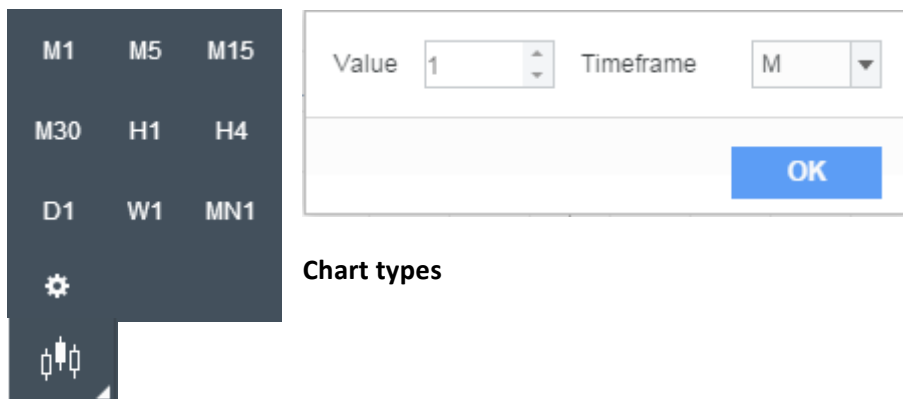 M1 M5 M15
M30 H1 H4
D1 W1 MN1
Value 1 Timeframe M
OK
Chart types